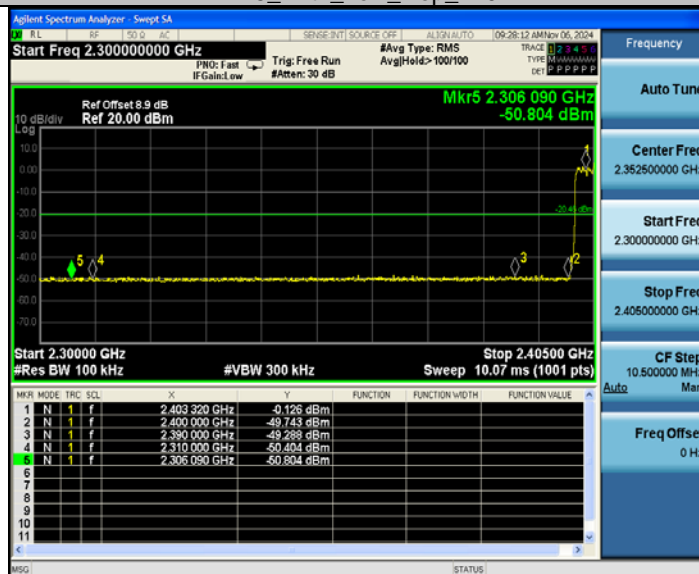 Agilent Spectrum Analyzer - Swept SA
RL RF 50 Ω AC SENSE:INT SOURCE OFF ALIGN AUTO 09:28:12 AM Nov 06, 2024
Start Freq 2.300000000 GHz
PNO: Fast
IFGain:Low
Trig: Free Run
#Atten: 30 dB
#Avg Type: RMS
Avg|Hold:> 100/100
TRACE 1 2 3 4 5 6
TYPE M W W W W W
DET P P P P P P
Frequency
Auto Tune
Mkr5 2.306 090 GHz
-50.804 dBm
Ref Offset 8.9 dB
10 dB/div Ref 20.00 dBm
Log
10.0
0.00
-10.0
-20.0
-30.0
-40.0
-50.0
-60.0
-70.0
1
5 4 3 2
Center Freq
2.352500000 GHz
Start Freq
2.300000000 GHz
Stop Freq
2.405000000 GHz
CF Step
10.500000 MHz
Auto Man
Freq Offset
0 Hz
Start 2.30000 GHz Stop 2.40500 GHz
#Res BW 100 kHz #VBW 300 kHz Sweep 10.07 ms (1001 pts)
MKR MODE TRC SCL X Y FUNCTION FUNCTION WIDTH FUNCTION VALUE
1 N 1 f 2.403 320 GHz -0.126 dBm
2 N 1 f 2.400 000 GHz -49.743 dBm
3 N 1 f 2.390 000 GHz -49.288 dBm
4 N 1 f 2.310 000 GHz -50.404 dBm
5 N 1 f 2.306 090 GHz -50.804 dBm
6
7
8
9
10
11
MSG STATUS